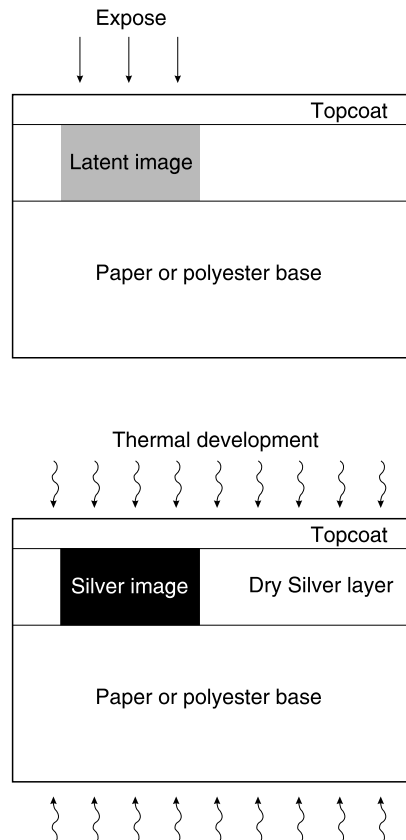 Expose
Topcoat
Latent image
Paper or polyester base
Thermal development
Topcoat
Silver image Dry Silver layer
Paper or polyester base